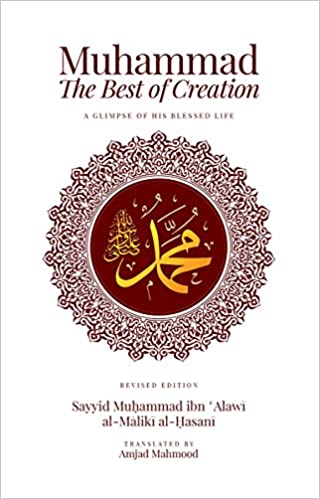 Muhammad
The Best of Creation
A GLIMPSE OF HIS BLESSED LIFE
صلى الله عليه وسلم
محمد
REVISED EDITION
Sayyid Muḥammad ibn ʿAlawī
al-Mālikī al-Ḥasanī
TRANSLATED BY
Amjad Mahmood